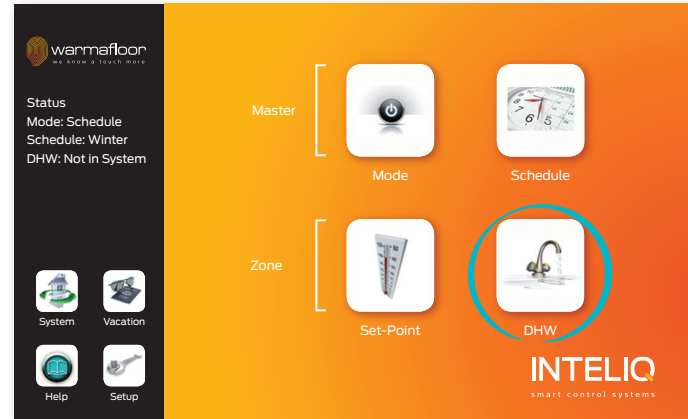 warmafloor
we know a touch more
Status
Mode: Schedule
Schedule: Winter
DHW: Not in System
System
Vacation
Help
Setup
Master
Mode
Schedule
Zone
Set-Point
DHW
INTELIQ
smart control systems